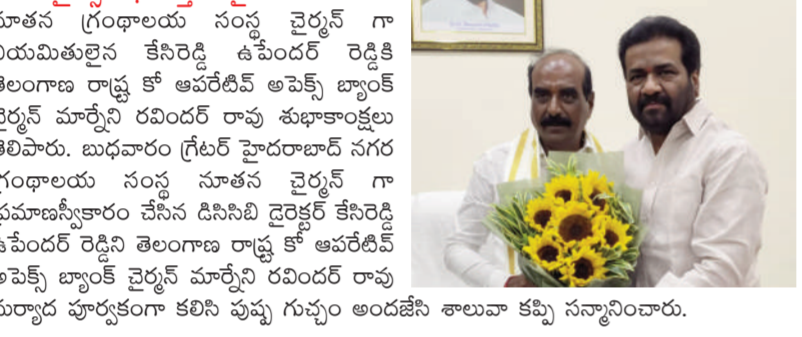 నూతన గ్రంథాలయ సంస్థ చైర్మన్ గా
నియమితులైన కేసిరెడ్డి ఉపేందర్ రెడ్డికి
తెలంగాణ రాష్ట్ర కో ఆపరేటివ్ అపెక్స్ బ్యాంక్
చైర్మన్ మార్నేని రవిందర్ రావు శుభాకాంక్షలు
తెలిపారు. బుధవారం గ్రేటర్ హైదరాబాద్ నగర
గ్రంథాలయ సంస్థ నూతన చైర్మన్ గా
ప్రమాణస్వీకారం చేసిన డిసిసిబి డైరెక్టర్ కేసిరెడ్డి
ఉపేందర్ రెడ్డిని తెలంగాణ రాష్ట్ర కో ఆపరేటివ్
అపెక్స్ బ్యాంక్ చైర్మన్ మార్నేని రవిందర్ రావు
మర్యాద పూర్వకంగా కలిసి పుష్ప గుచ్ఛం అందజేసి శాలువా కప్పి సన్మానించారు.